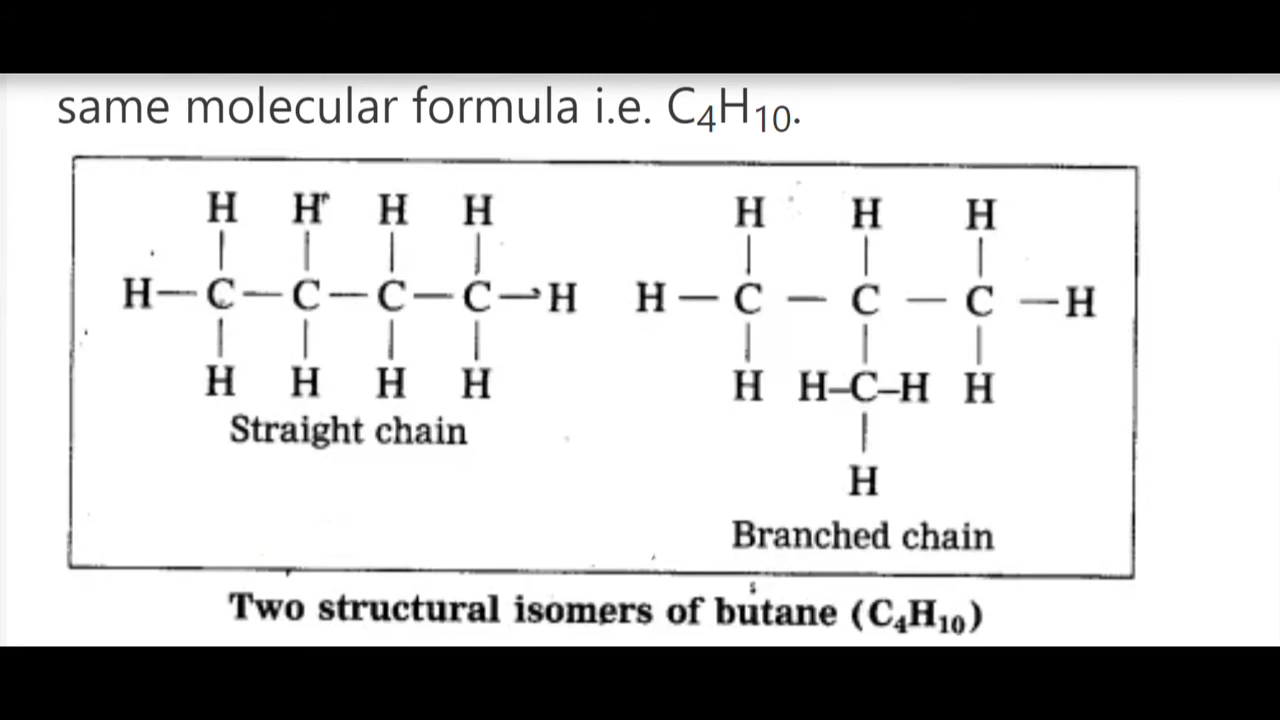 same molecular formula i.e. C₄H₁₀.
H H H H
H—C—C—C—C—H
H H H H
Straight chain
H H H
H—C—C—C—H
H H–C–H H
H
Branched chain
Two structural isomers of butane (C₄H₁₀)